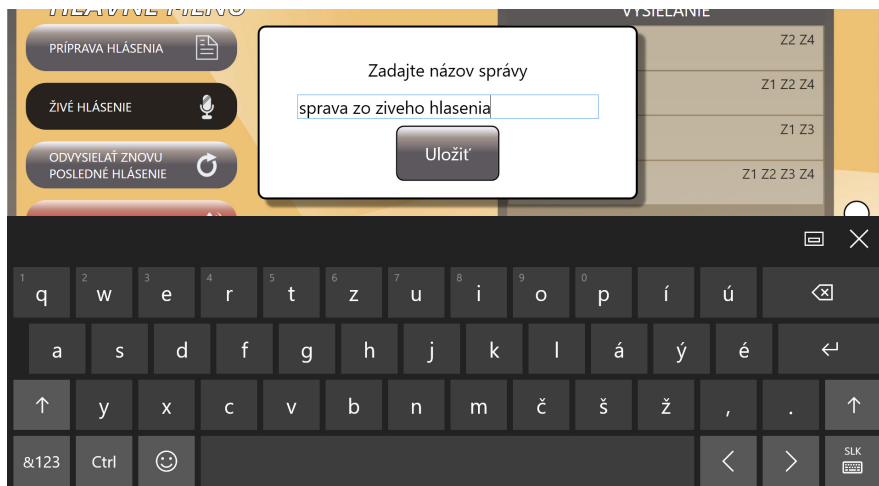 HLAVNÉ MENU
VYSIELANIE
PRÍPRAVA HLÁSENIA
ŽIVÉ HLÁSENIE
ODVYSIELAŤ ZNOVU
POSLEDNÉ HLÁSENIE
Zadajte názov správy
sprava zo ziveho hlasenia
Uložiť
Z2 Z4
Z1 Z2 Z4
Z1 Z3
Z1 Z2 Z3 Z4
1 q 2 w 3 e 4 r 5 t 6 z 7 u 8 i 9 o 0 p í ú
a s d f g h j k l á ý é
y x c v b n m č š ž , .
&123 Ctrl SLK